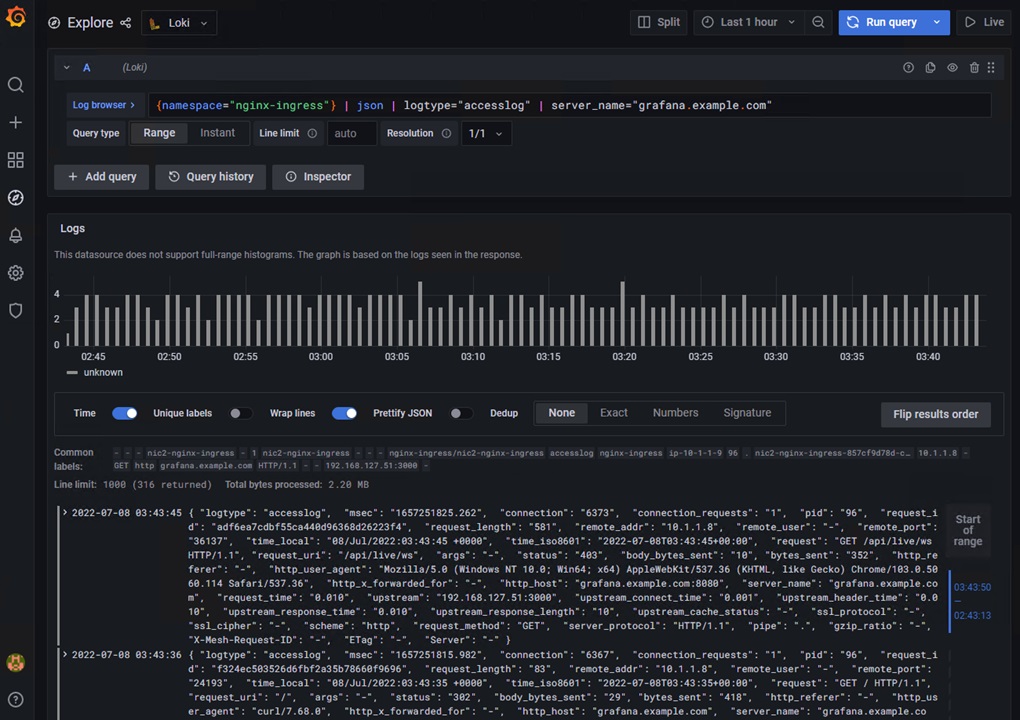 Explore Loki Split Last 1 hour Run query Live
A (Loki)
Log browser > {namespace="nginx-ingress"} | json | logtype="accesslog" | server_name="grafana.example.com"
Query type Range Instant Line limit auto Resolution 1/1
+ Add query Query history Inspector
Logs
This datasource does not support full-range histograms. The graph is based on the logs seen in the response.
4
2
0
02:45 02:50 02:55 03:00 03:05 03:10 03:15 03:20 03:25 03:30 03:35 03:40
unknown
Time Unique labels Wrap lines Prettify JSON Dedup None Exact Numbers Signature Flip results order
Common - - - nic2-nginx-ingress - 1 nic2-nginx-ingress - - - nginx-ingress/nic2-nginx-ingress accesslog nginx-ingress ip-10-1-1-9 96 . nic2-nginx-ingress-857cf9d78d-c… 10.1.1.8 -
labels: GET http grafana.example.com HTTP/1.1 - - 192.168.127.51:3000 -
Line limit: 1000 (316 returned) Total bytes processed: 2.20 MB
> 2022-07-08 03:43:45 { "logtype": "accesslog", "msec": "1657251825.262", "connection": "6373", "connection_requests": "1", "pid": "96", "request_i
d": "adf6ea7cdbf55ca440d96368d26223f4", "request_length": "581", "remote_addr": "10.1.1.8", "remote_user": "-", "remote_port":
"36137", "time_local": "08/Jul/2022:03:43:45 +0000", "time_iso8601": "2022-07-08T03:43:45+00:00", "request": "GET /api/live/ws
HTTP/1.1", "request_uri": "/api/live/ws", "args": "-", "status": "403", "body_bytes_sent": "10", "bytes_sent": "352", "http_re
ferer": "-", "http_user_agent": "Mozilla/5.0 (Windows NT 10.0; Win64; x64) AppleWebKit/537.36 (KHTML, like Gecko) Chrome/103.0.50
60.114 Safari/537.36", "http_x_forwarded_for": "-", "http_host": "grafana.example.com:8080", "server_name": "grafana.example.co
m", "request_time": "0.010", "upstream": "192.168.127.51:3000", "upstream_connect_time": "0.001", "upstream_header_time": "0.0
10", "upstream_response_time": "0.010", "upstream_response_length": "10", "upstream_cache_status": "-", "ssl_protocol": "-",
"ssl_cipher": "-", "scheme": "http", "request_method": "GET", "server_protocol": "HTTP/1.1", "pipe": ".", "gzip_ratio": "-",
"X-Mesh-Request-ID": "-", "ETag": "-", "Server": "-" }
> 2022-07-08 03:43:36 { "logtype": "accesslog", "msec": "1657251815.982", "connection": "6367", "connection_requests": "1", "pid": "96", "request_i
d": "f324ec503526d6fbf2a35b78660f9696", "request_length": "83", "remote_addr": "10.1.1.8", "remote_user": "-", "remote_port":
"24193", "time_local": "08/Jul/2022:03:43:35 +0000", "time_iso8601": "2022-07-08T03:43:35+00:00", "request": "GET / HTTP/1.1",
"request_uri": "/", "args": "-", "status": "302", "body_bytes_sent": "29", "bytes_sent": "418", "http_referer": "-", "http_us
er_agent": "curl/7.68.0", "http_x_forwarded_for": "-", "http_host": "grafana.example.com", "server_name": "grafana.example.co
Start
of
range
03:43:50
—
02:43:13